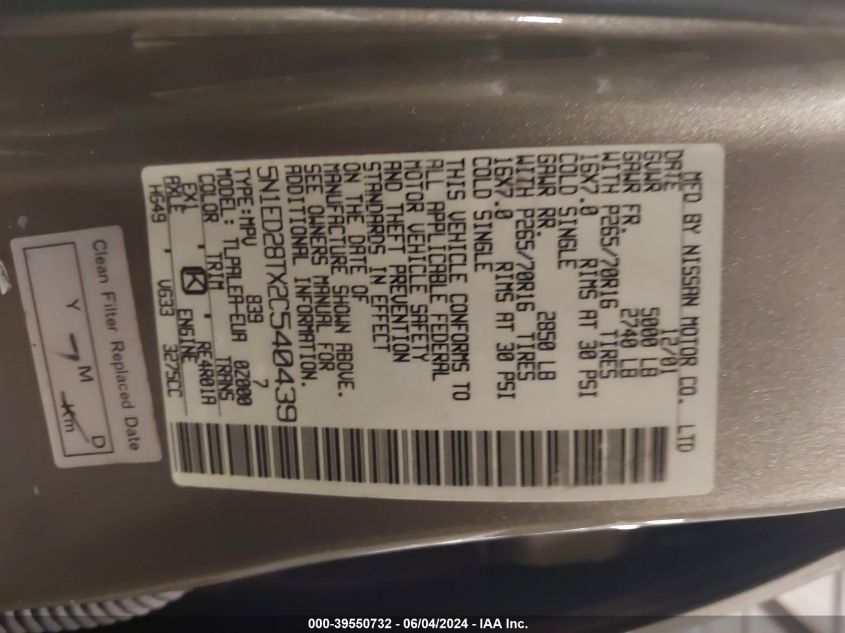 MFD BY NISSAN MOTOR CO. LTD
DATE 12/01
GVWR 5000 LB
GAWR FR. 2740 LB
WITH P265/70R16 TIRES
16X7.0 RIMS AT 30 PSI
COLD SINGLE
GAWR RR 2850 LB
WITH P265/70R16 TIRES
16X7.0 RIMS AT 30 PSI
COLD SINGLE
THIS VEHICLE CONFORMS TO
ALL APPLICABLE FEDERAL
MOTOR VEHICLE SAFETY
AND THEFT PREVENTION
STANDARDS IN EFFECT
ON THE DATE OF
MANUFACTURE SHOWN ABOVE.
SEE OWNERS MANUAL FOR
ADDITIONAL INFORMATION.
5N1ED28TX2C540439
TYPE:MPV 839 7
MODEL: TLPALEA-EUA 02000
COLOR TRIM TRANS
EX1 K RE4R01A
AXLE ENGINE
HG49 VG33 3275CC
Clean Filter Replaced Date
Y M D
Km
000-39550732 - 06/04/2024 - IAA Inc.